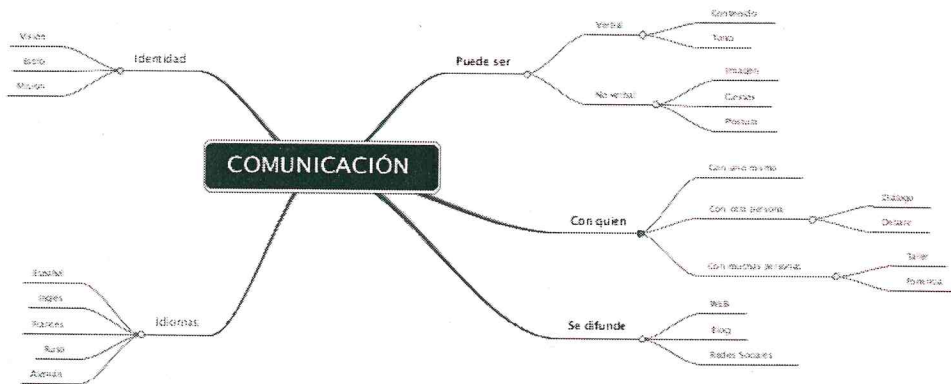 COMUNICACIÓN
Identidad
Visión
Estilo
Misión
Puede ser
Verbal
Contenido
Tono
No verbal
Imagen
Gestos
Postura
Con quien
Con uno mismo
Con otra persona
Dialogo
Debate
Con muchas personas
Taller
Ponencia
Se difunde
WEB
Blog
Redes Sociales
Idiomas
Español
Inglés
Francés
Ruso
Alemán